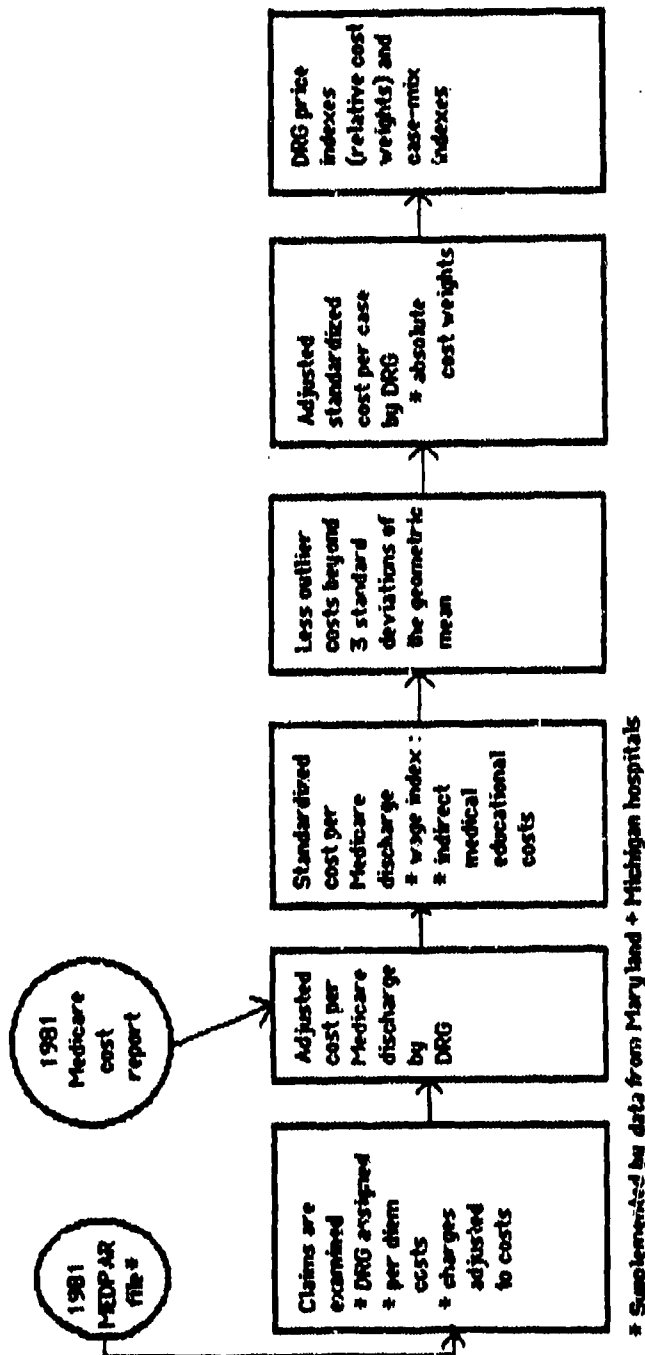 1981
MEDPAR
file*
1981
Medicare
cost
report
Claims are
examined
* DRG assigned
* per diem
costs
* charges
adjusted
to costs
Adjusted
cost per
Medicare
discharge
by
DRG
Standardized
cost per
Medicare
discharge
* wage index :
* indirect
medical
educational
costs
Less outlier
costs beyond
3 standard
deviations of
the geometric
mean
Adjusted
standardized
cost per case
by DRG
* absolute
cost weights
DRG price
indexes
(relative cost
weights) and
case-mix
indexes
* Supplemented by data from Maryland + Michigan hospitals